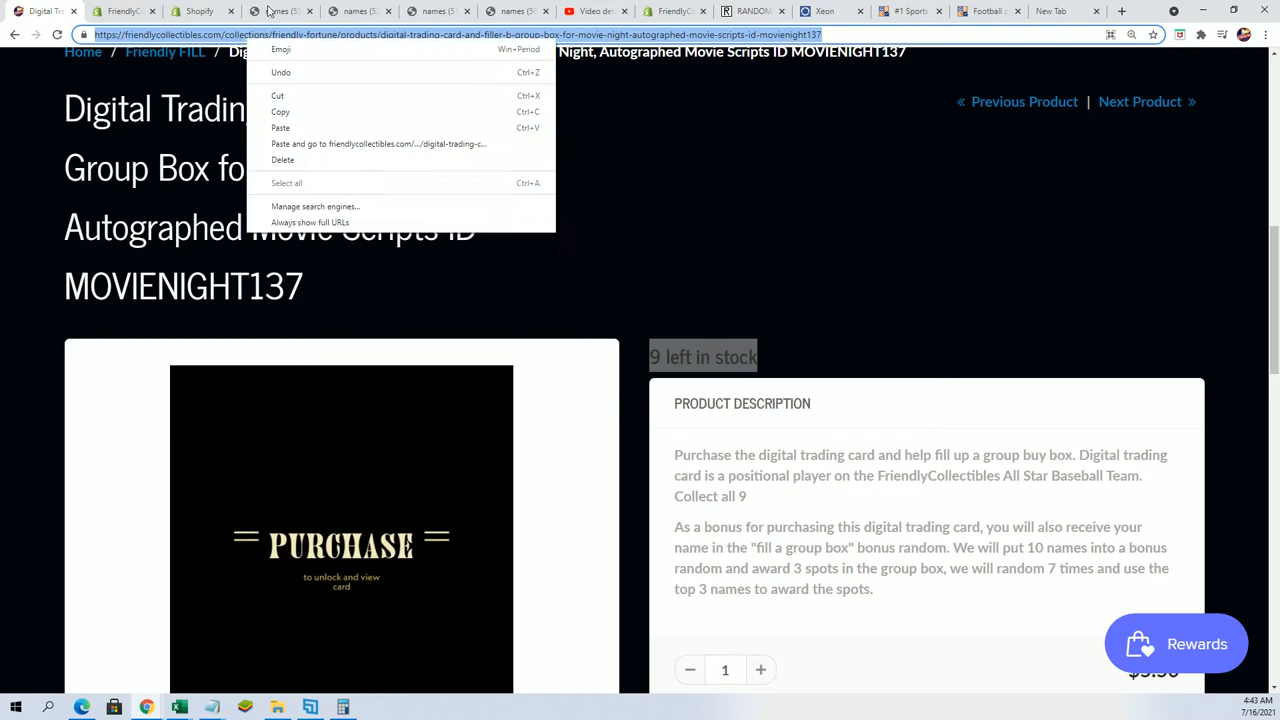 Digital Tra
FriendlyC
Shopify
names (53
names (5
names (51
names (50
Video det
FriendlyC
RANDOM
Xeon
#1 Sports
Football c
New Tab
https://friendlycollectibles.com/collections/friendly-fortune/products/digital-trading-card-and-filler-b-group-box-for-movie-night-autographed-movie-scripts-id-movienight137
Home / Friendly FILL / Dig Night, Autographed Movie Scripts ID MOVIENIGHT137
Emoji Win+Period
Undo Ctrl+Z
Cut Ctrl+X
Copy Ctrl+C
Paste Ctrl+V
Paste and go to friendlycollectibles.com/.../digital-trading-c...
Delete
Select all Ctrl+A
Manage search engines...
Always show full URLs
« Previous Product | Next Product »
Digital Trading
Group Box fo
Autographed Movie Scripts ID
MOVIENIGHT137
PURCHASE
to unlock and view
card
9 left in stock
PRODUCT DESCRIPTION
Purchase the digital trading card and help fill up a group buy box. Digital trading
card is a positional player on the FriendlyCollectibles All Star Baseball Team.
Collect all 9
As a bonus for purchasing this digital trading card, you will also receive your
name in the "fill a group box" bonus random. We will put 10 names into a bonus
random and award 3 spots in the group box, we will random 7 times and use the
top 3 names to award the spots.
− 1 +
Rewards
4:43 AM
7/16/2021